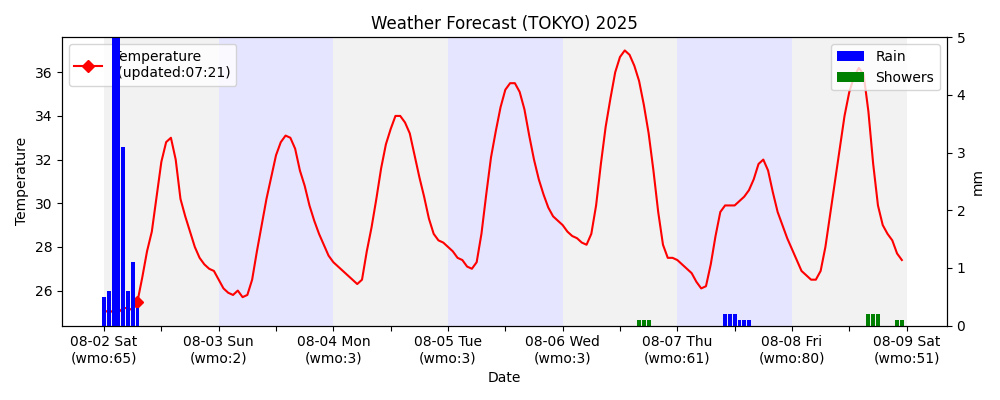 Weather Forecast (TOKYO) 2025
Temperature
(updated:07:21)
Rain
Showers
Temperature
36
34
32
30
28
26
5
4
3
2
1
0
mm
08-02 Sat
(wmo:65)
08-03 Sun
(wmo:2)
08-04 Mon
(wmo:3)
08-05 Tue
(wmo:3)
08-06 Wed
(wmo:3)
08-07 Thu
(wmo:61)
08-08 Fri
(wmo:80)
08-09 Sat
(wmo:51)
Date